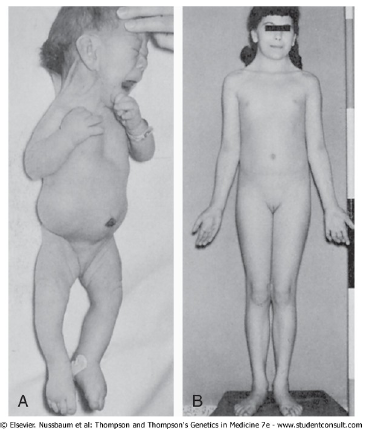 A
B
© Elsevier. Nussbaum et al: Thompson and Thompson's Genetics in Medicine 7e - www.studentconsult.com